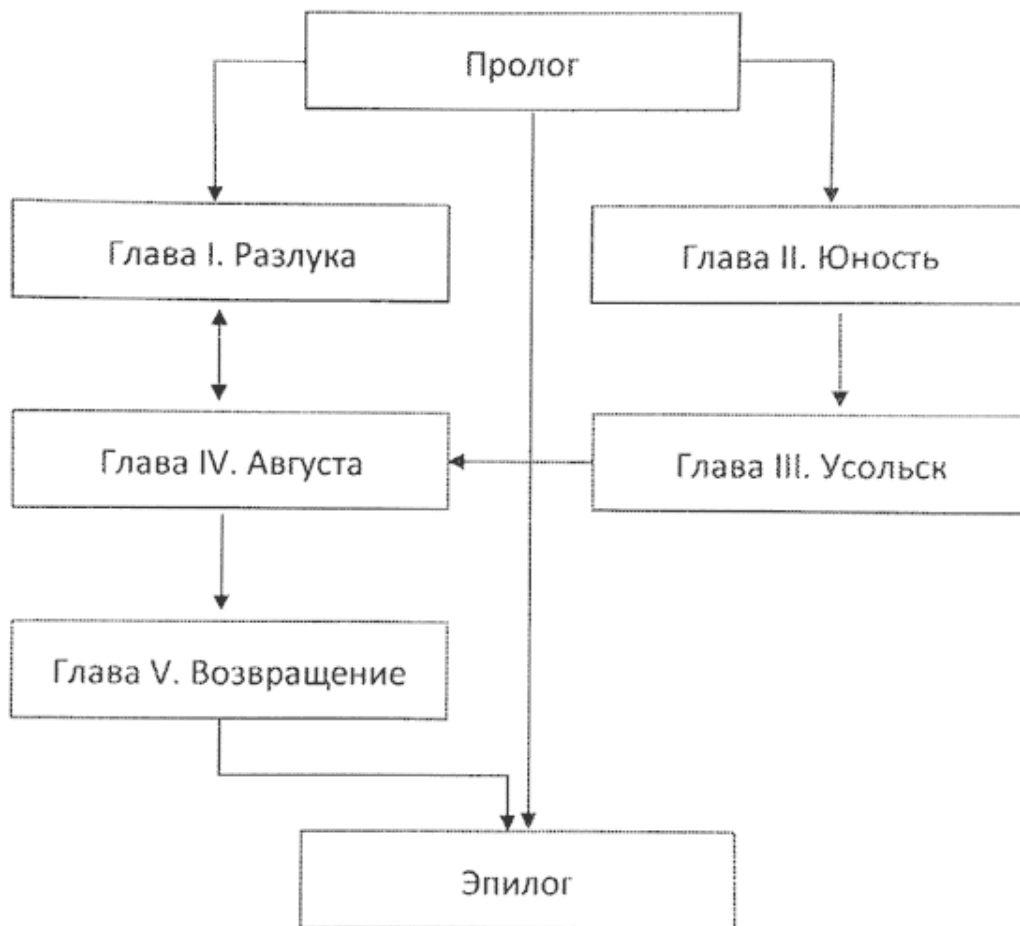 Пролог
Глава I. Разлука
Глава II. Юность
Глава IV. Августа
Глава III. Усольск
Глава V. Возвращение
Эпилог